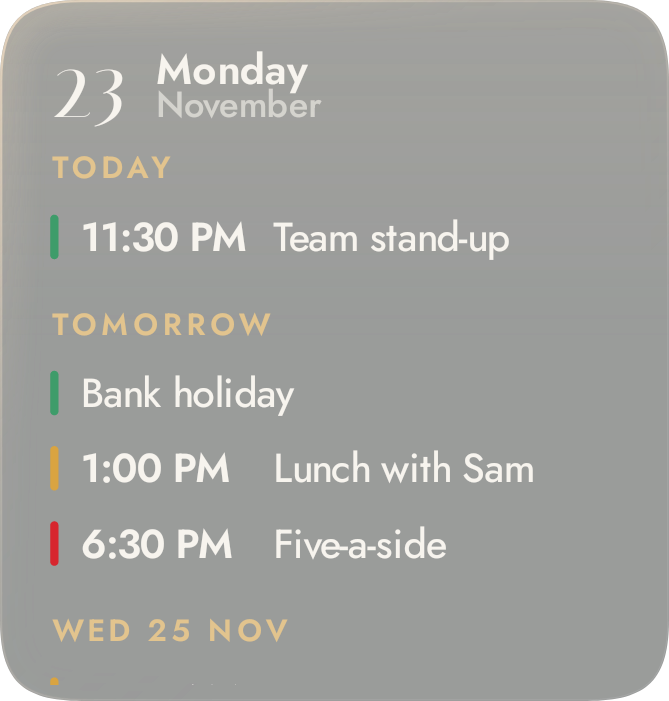 23 Monday
November
TODAY
11:30 PM Team stand-up
TOMORROW
Bank holiday
1:00 PM Lunch with Sam
6:30 PM Five-a-side
WED 25 NOV